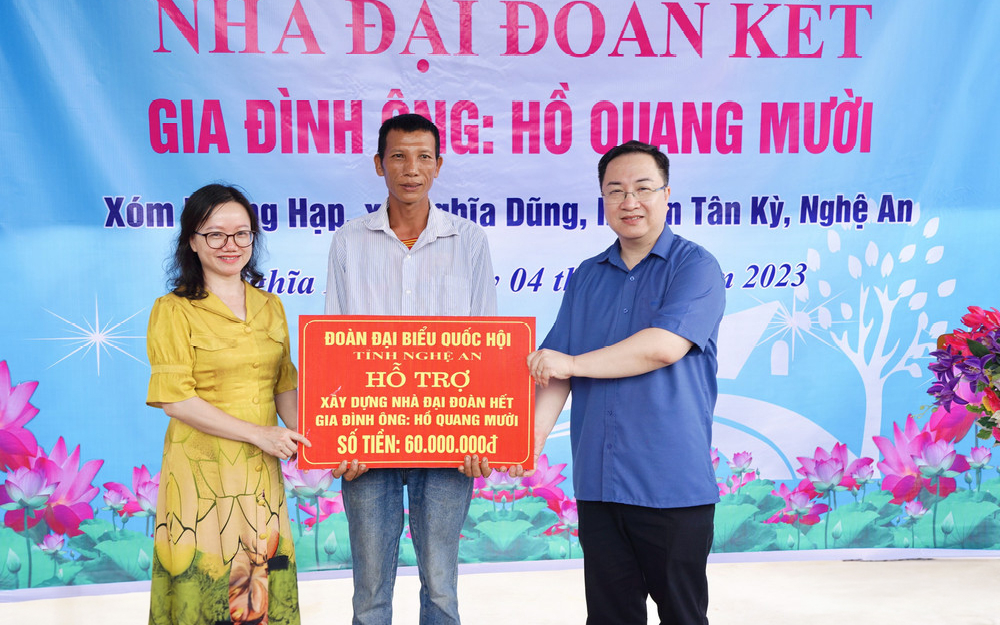 NHÀ ĐẠI ĐOÀN KẾT
GIA ĐÌNH ÔNG: HỒ QUANG MƯỜI
Xóm Hạp, Dũng, Tân Kỳ, Nghệ An
04 2023
ĐOÀN ĐẠI BIỂU QUỐC HỘI
TỈNH NGHỆ AN
HỖ TRỢ
XÂY DỰNG NHÀ ĐẠI ĐOÀN HẾT
GIA ĐÌNH ÔNG: HỒ QUANG MƯỜI
SỐ TIỀN: 60.000.000đ